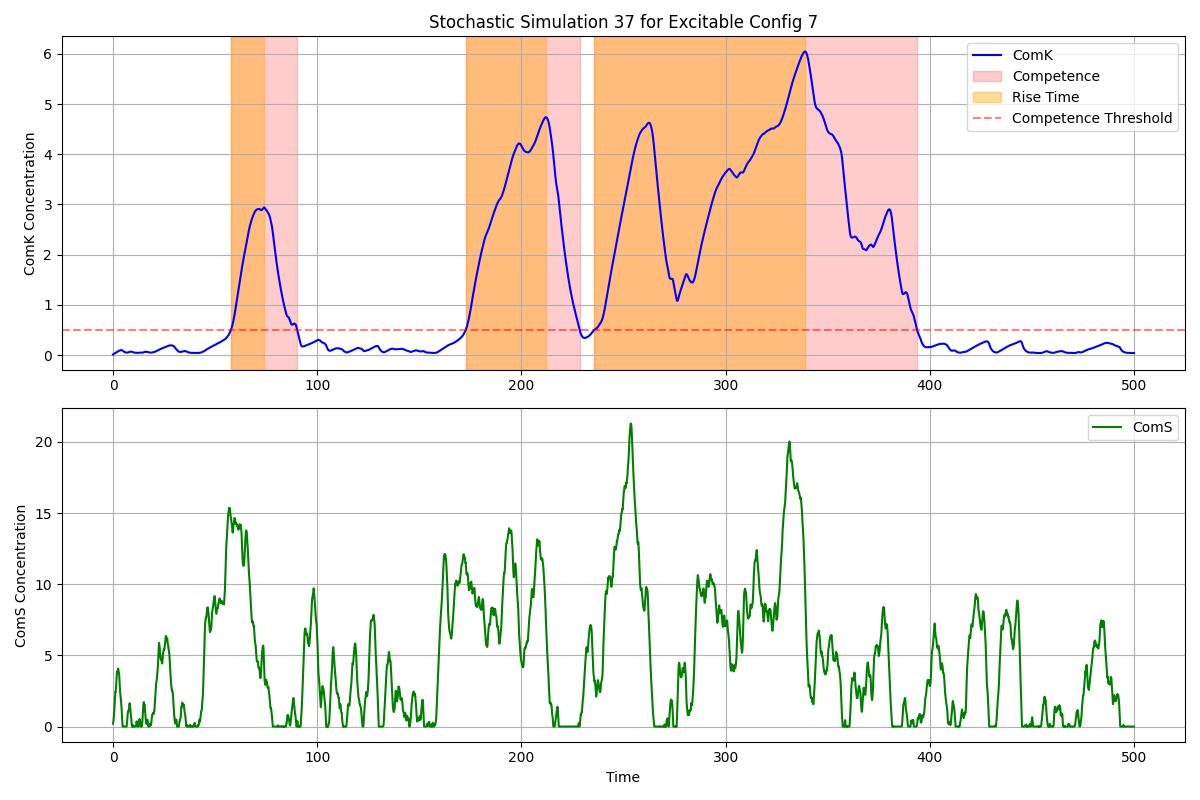 Stochastic Simulation 37 for Excitable Config 7
ComK Concentration
6
5
4
3
2
1
0
ComK
Competence
Rise Time
Competence Threshold
0 100 200 300 400 500
ComS Concentration
20
15
10
5
0
ComS
0 100 200 300 400 500
Time